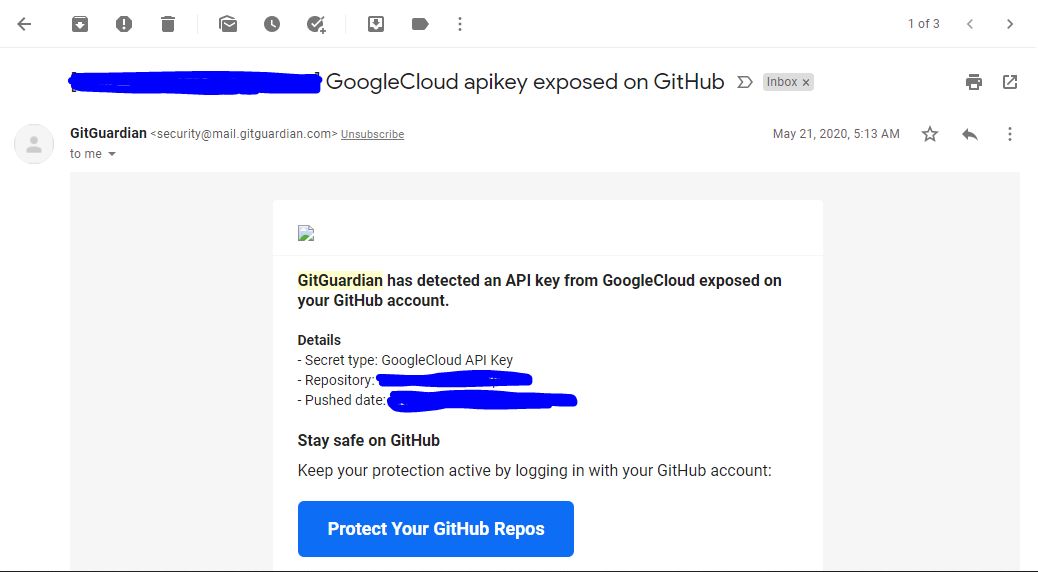 1 of 3
GoogleCloud apikey exposed on GitHub Inbox x
GitGuardian <security@mail.gitguardian.com> Unsubscribe May 21, 2020, 5:13 AM
to me
GitGuardian has detected an API key from GoogleCloud exposed on
your GitHub account.
Details
- Secret type: GoogleCloud API Key
- Repository:
- Pushed date:
Stay safe on GitHub
Keep your protection active by logging in with your GitHub account:
Protect Your GitHub Repos